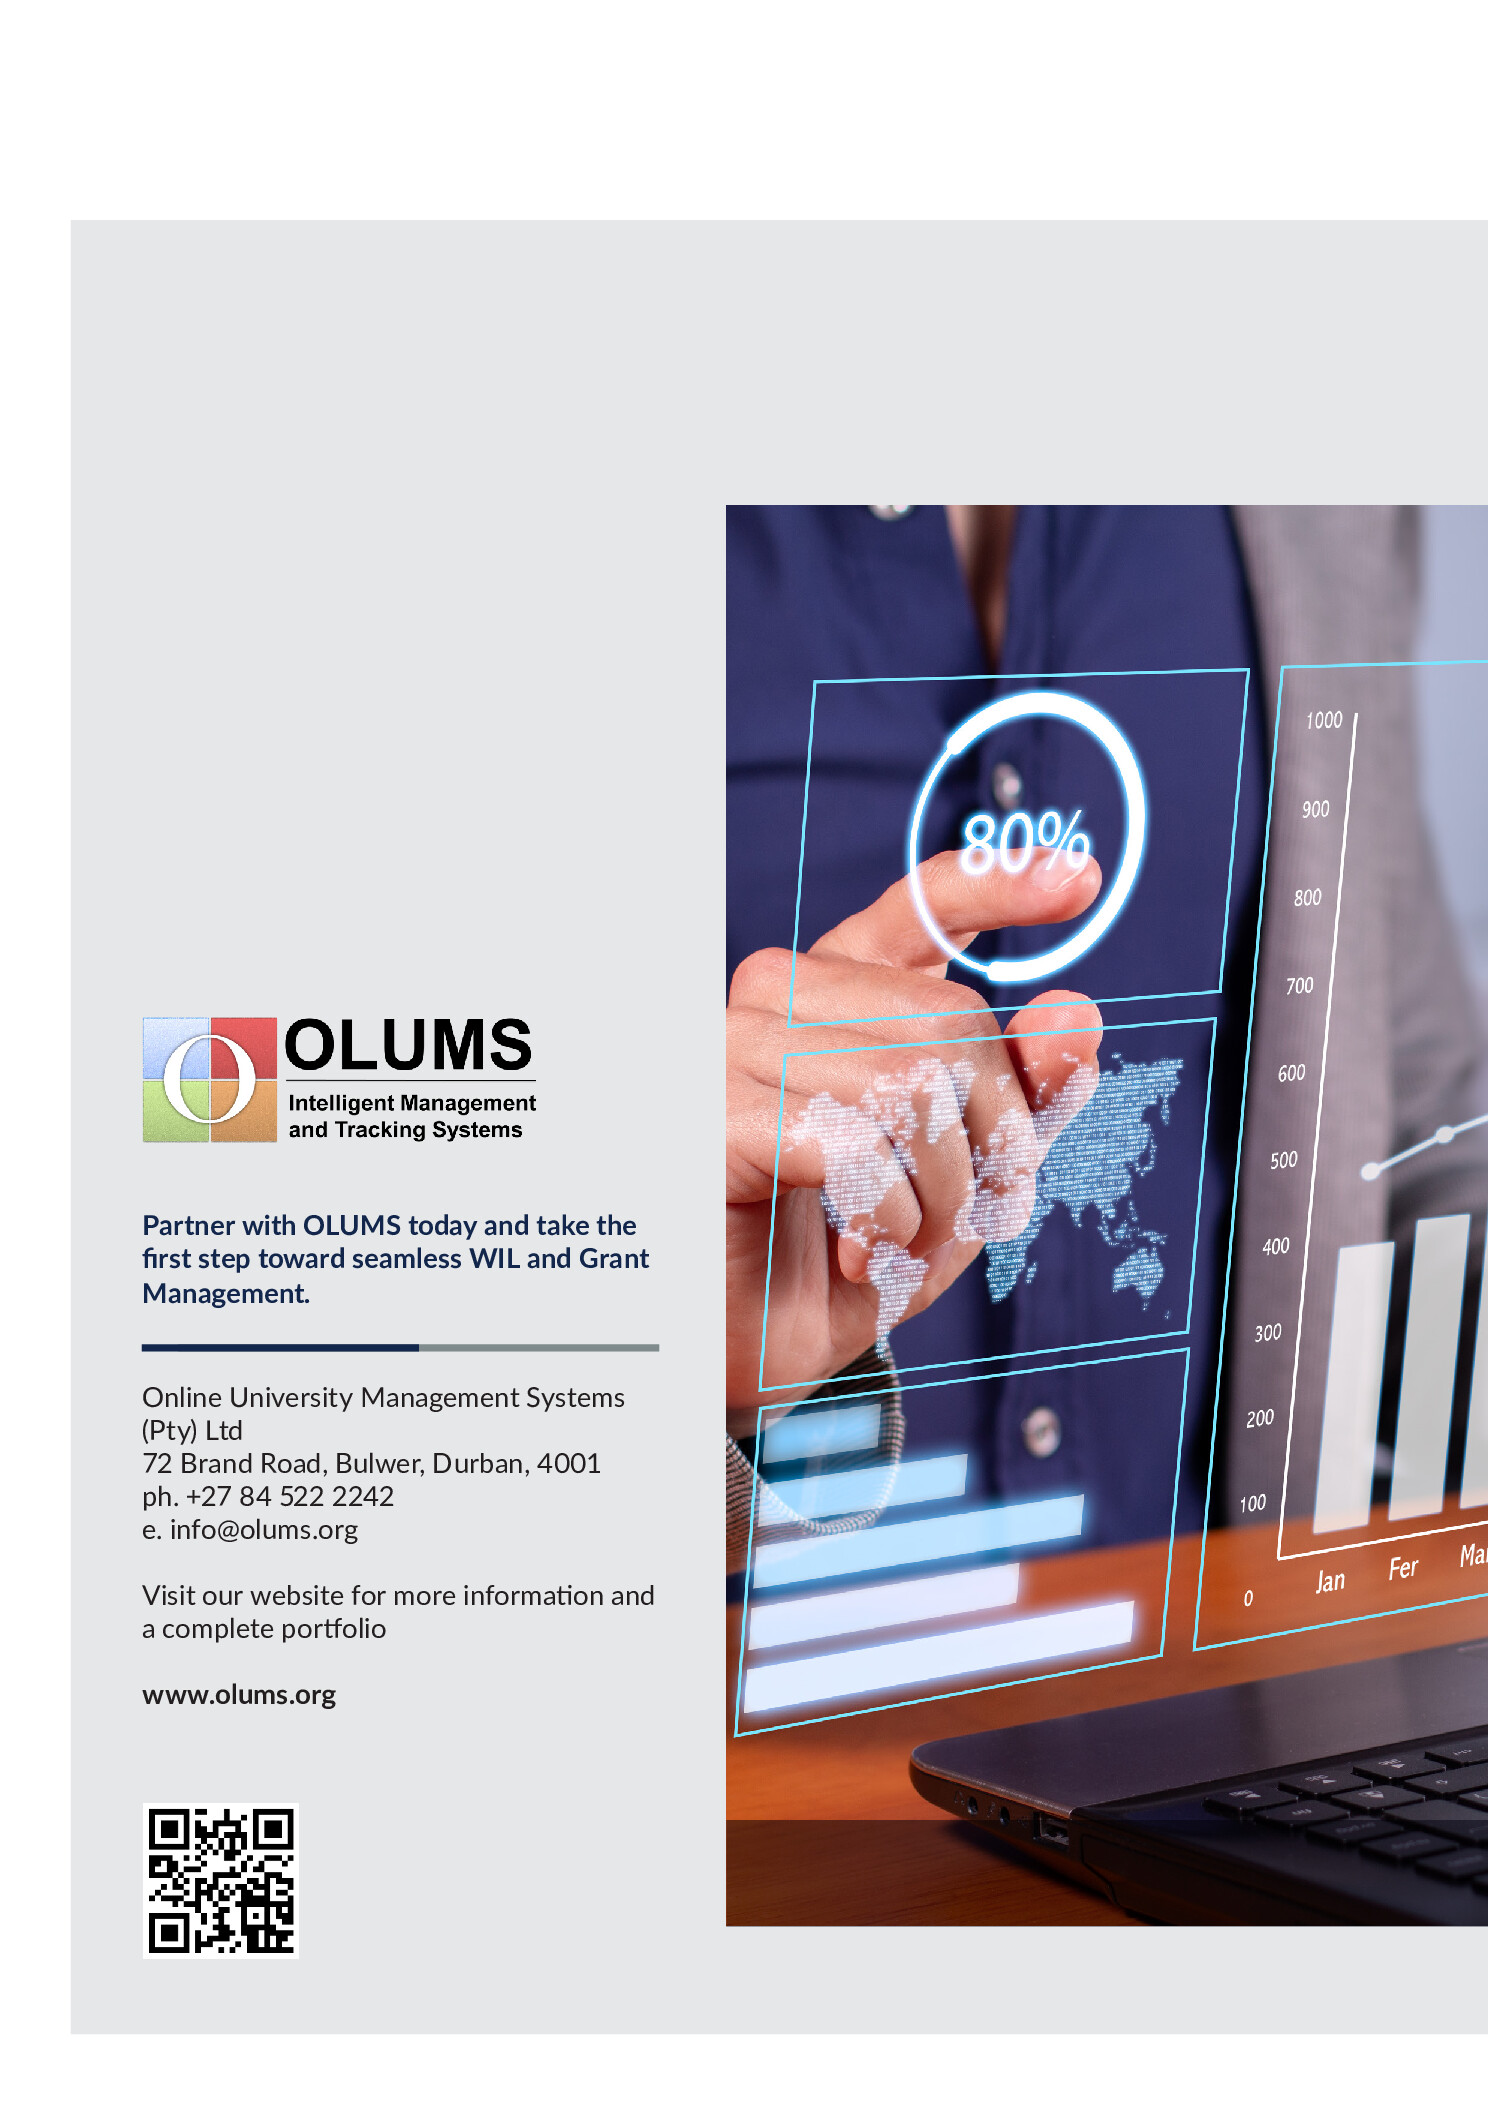 OLUMS
Intelligent Management
and Tracking Systems
Partner with OLUMS today and take the
first step toward seamless WIL and Grant
Management.
Online University Management Systems
(Pty) Ltd
72 Brand Road, Bulwer, Durban, 4001
ph. +27 84 522 2242
e. info@olums.org
Visit our website for more information and
a complete portfolio
www.olums.org
80%
1000
900
800
700
600
500
400
300
200
100
0
Jan
Fer